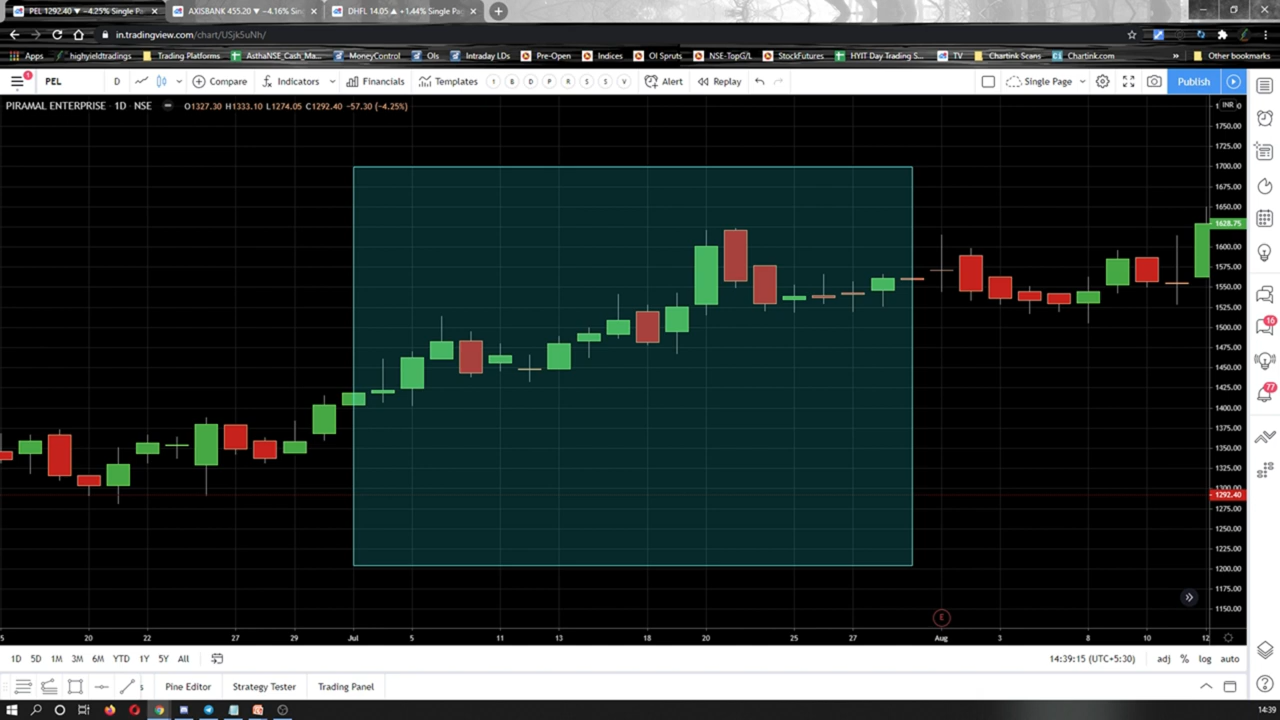 PEL 1292.40 ▼ −4.25% Single Pa
AXISBANK 455.20 ▼ −4.16% Sin
DHFL 14.05 ▲ +1.44% Single Pa
in.tradingview.com/chart/USjk5uNh/
Apps
highyieldtradings
Trading Platforms
AsthaNSE_Cash_Ma...
MoneyControl
OIs
Intraday LDs
Pre-Open
Indices
OI Spruts
NSE-TopG/L
StockFutures
HYIT Day Trading S...
TV
Chartink Scans
Chartink.com
»
Other bookmarks
PEL
D
Compare
Indicators
Financials
Templates
B
D
P
R
S
S
V
Alert
Replay
Single Page
Publish
PIRAMAL ENTERPRISE · 1D · NSE
O1327.30 H1333.10 L1274.05 C1292.40 −57.30 (−4.25%)
INR
1750.00
1725.00
1700.00
1675.00
1650.00
1628.75
1600.00
1575.00
1550.00
1525.00
1500.00
1475.00
1450.00
1425.00
1400.00
1375.00
1350.00
1325.00
1300.00
1292.40
1275.00
1250.00
1225.00
1200.00
1175.00
1150.00
16
77
E
5 20 22 27 29 Jul 5 11 13 18 20 25 27 Aug 3 8 10 12
1D 5D 1M 3M 6M YTD 1Y 5Y All
14:39:15 (UTC+5:30)
adj % log auto
s
Pine Editor
Strategy Tester
Trading Panel
14:39